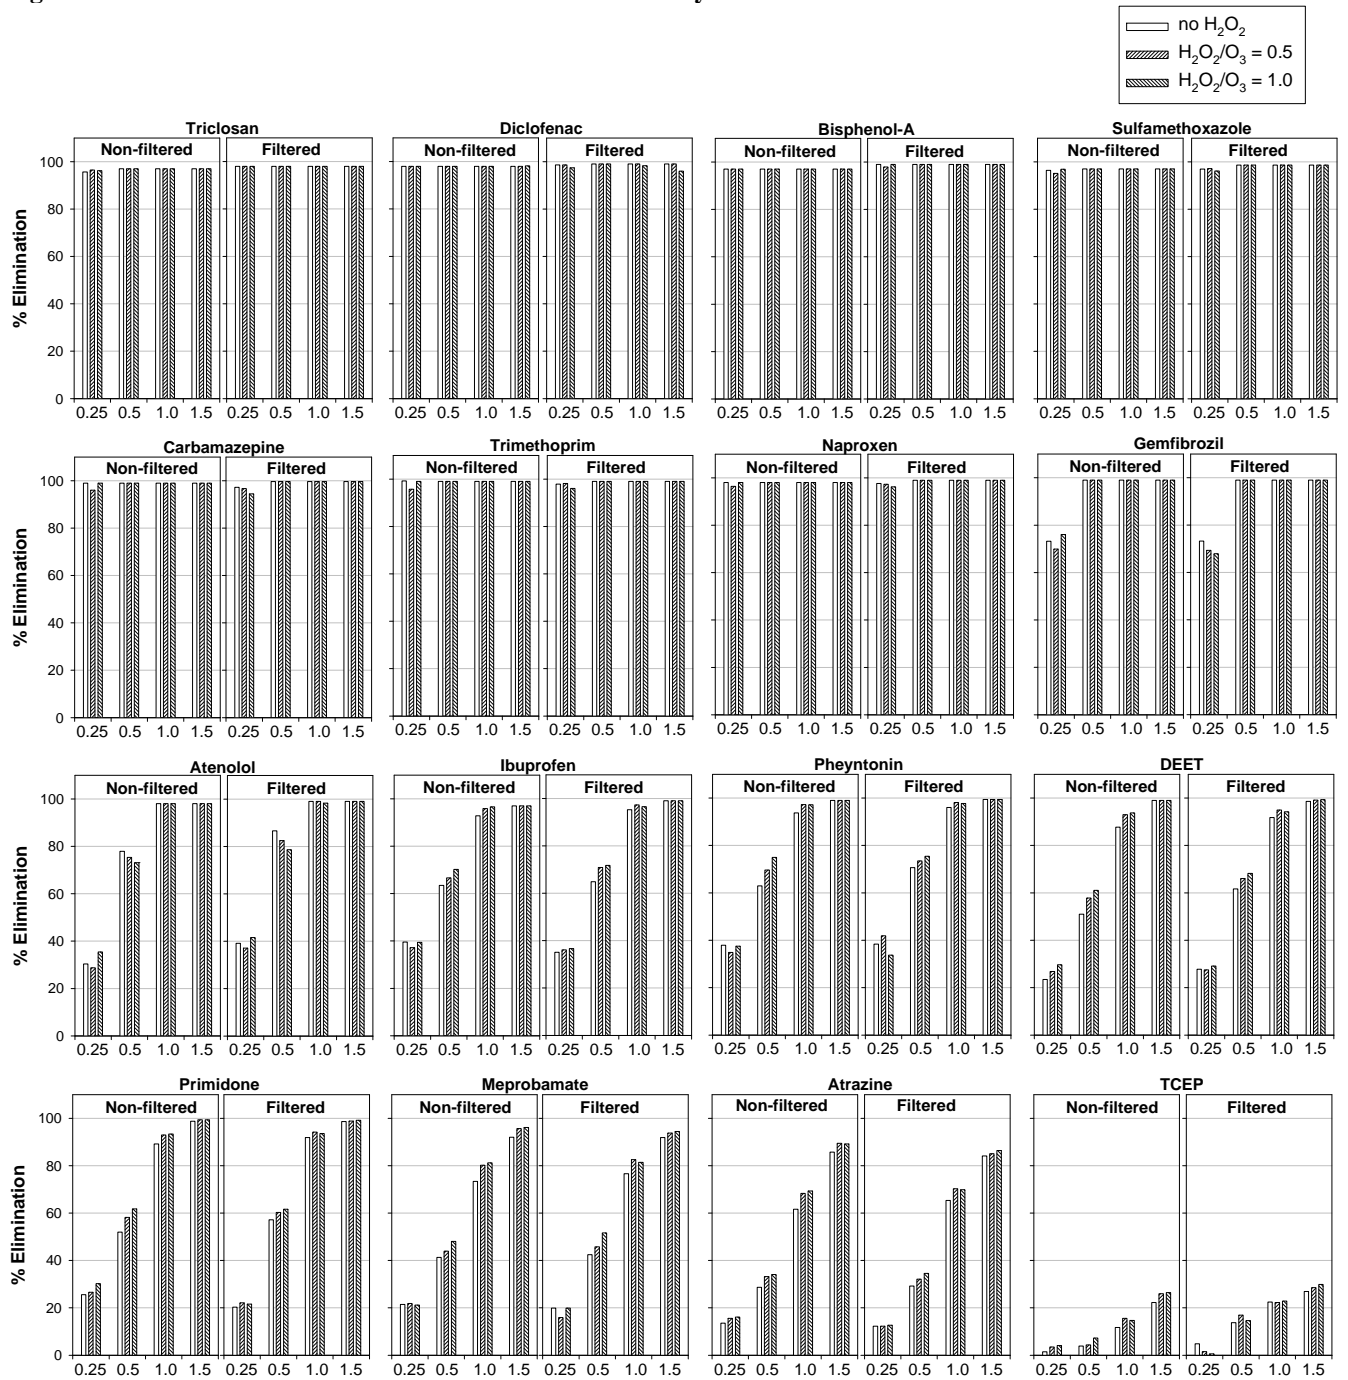 no H₂O₂
H₂O₂/O₃ = 0.5
H₂O₂/O₃ = 1.0
Triclosan Diclofenac Bisphenol-A Sulfamethoxazole
Non-filtered Filtered Non-filtered Filtered Non-filtered Filtered Non-filtered Filtered
% Elimination
100
80
60
40
20
0
0.25 0.5 1.0 1.5 0.25 0.5 1.0 1.5 0.25 0.5 1.0 1.5 0.25 0.5 1.0 1.5 0.25 0.5 1.0 1.5 0.25 0.5 1.0 1.5 0.25 0.5 1.0 1.5 0.25 0.5 1.0 1.5
Carbamazepine Trimethoprim Naproxen Gemfibrozil
Non-filtered Filtered Non-filtered Filtered Non-filtered Filtered Non-filtered Filtered
% Elimination
100
80
60
40
20
0
0.25 0.5 1.0 1.5 0.25 0.5 1.0 1.5 0.25 0.5 1.0 1.5 0.25 0.5 1.0 1.5 0.25 0.5 1.0 1.5 0.25 0.5 1.0 1.5 0.25 0.5 1.0 1.5 0.25 0.5 1.0 1.5
Atenolol Ibuprofen Pheyntonin DEET
Non-filtered Filtered Non-filtered Filtered Non-filtered Filtered Non-filtered Filtered
% Elimination
100
80
60
40
20
0
0.25 0.5 1.0 1.5 0.25 0.5 1.0 1.5 0.25 0.5 1.0 1.5 0.25 0.5 1.0 1.5 0.25 0.5 1.0 1.5 0.25 0.5 1.0 1.5 0.25 0.5 1.0 1.5 0.25 0.5 1.0 1.5
Primidone Meprobamate Atrazine TCEP
Non-filtered Filtered Non-filtered Filtered Non-filtered Filtered Non-filtered Filtered
% Elimination
100
80
60
40
20
0
0.25 0.5 1.0 1.5 0.25 0.5 1.0 1.5 0.25 0.5 1.0 1.5 0.25 0.5 1.0 1.5 0.25 0.5 1.0 1.5 0.25 0.5 1.0 1.5 0.25 0.5 1.0 1.5 0.25 0.5 1.0 1.5